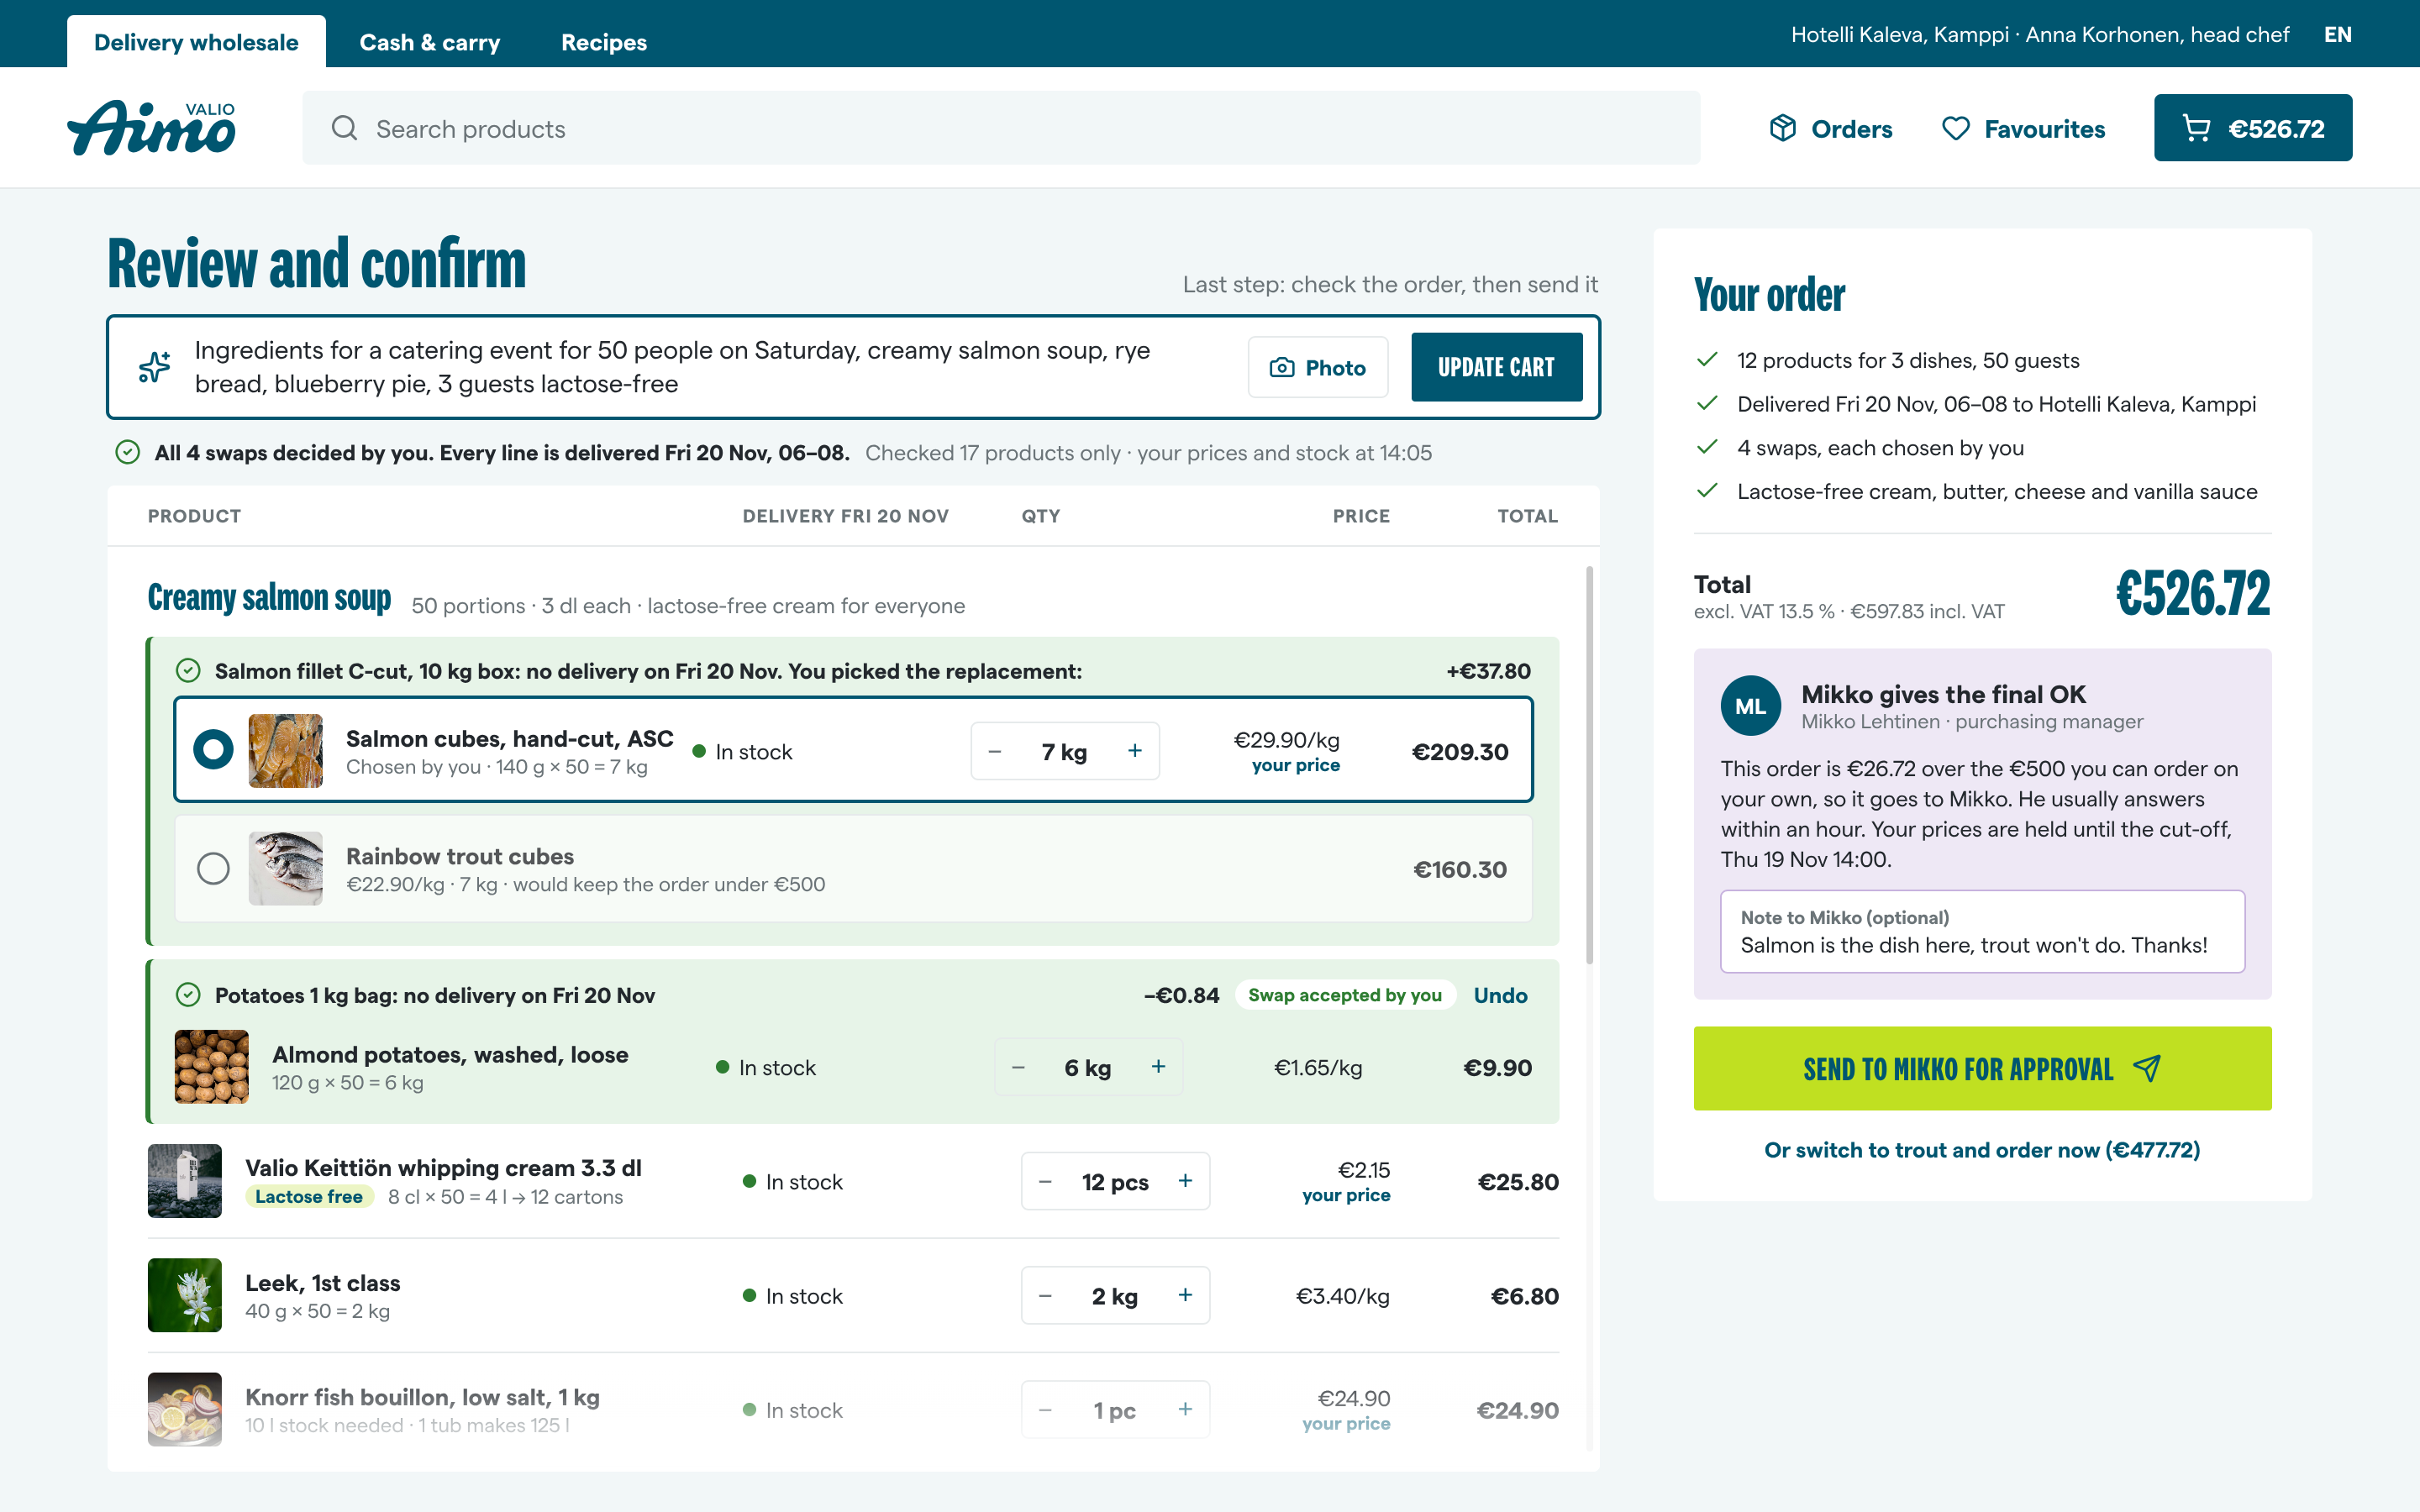 Delivery wholesale
Cash & carry
Recipes
Hotelli Kaleva, Kamppi · Anna Korhonen, head chef
EN
VALIO
Aimo
Search products
Orders
Favourites
€526.72
Review and confirm
Last step: check the order, then send it
Ingredients for a catering event for 50 people on Saturday, creamy salmon soup, rye
bread, blueberry pie, 3 guests lactose-free
Photo
UPDATE CART
All 4 swaps decided by you. Every line is delivered Fri 20 Nov, 06–08. Checked 17 products only · your prices and stock at 14:05
PRODUCT
DELIVERY FRI 20 NOV
QTY
PRICE
TOTAL
Creamy salmon soup
50 portions · 3 dl each · lactose-free cream for everyone
Salmon fillet C-cut, 10 kg box: no delivery on Fri 20 Nov. You picked the replacement:
+€37.80
Salmon cubes, hand-cut, ASC
Chosen by you · 140 g × 50 = 7 kg
In stock
− 7 kg +
€29.90/kg
your price
€209.30
Rainbow trout cubes
€22.90/kg · 7 kg · would keep the order under €500
€160.30
Potatoes 1 kg bag: no delivery on Fri 20 Nov
−€0.84
Swap accepted by you
Undo
Almond potatoes, washed, loose
120 g × 50 = 6 kg
In stock
− 6 kg +
€1.65/kg
€9.90
Valio Keittiön whipping cream 3.3 dl
Lactose free
8 cl × 50 = 4 l → 12 cartons
In stock
− 12 pcs +
€2.15
your price
€25.80
Leek, 1st class
40 g × 50 = 2 kg
In stock
− 2 kg +
€3.40/kg
€6.80
Knorr fish bouillon, low salt, 1 kg
10 l stock needed · 1 tub makes 125 l
In stock
− 1 pc +
€24.90
your price
€24.90
Your order
12 products for 3 dishes, 50 guests
Delivered Fri 20 Nov, 06–08 to Hotelli Kaleva, Kamppi
4 swaps, each chosen by you
Lactose-free cream, butter, cheese and vanilla sauce
Total
excl. VAT 13.5 % · €597.83 incl. VAT
€526.72
ML
Mikko gives the final OK
Mikko Lehtinen · purchasing manager
This order is €26.72 over the €500 you can order on
your own, so it goes to Mikko. He usually answers
within an hour. Your prices are held until the cut-off,
Thu 19 Nov 14:00.
Note to Mikko (optional)
Salmon is the dish here, trout won't do. Thanks!
SEND TO MIKKO FOR APPROVAL
Or switch to trout and order now (€477.72)